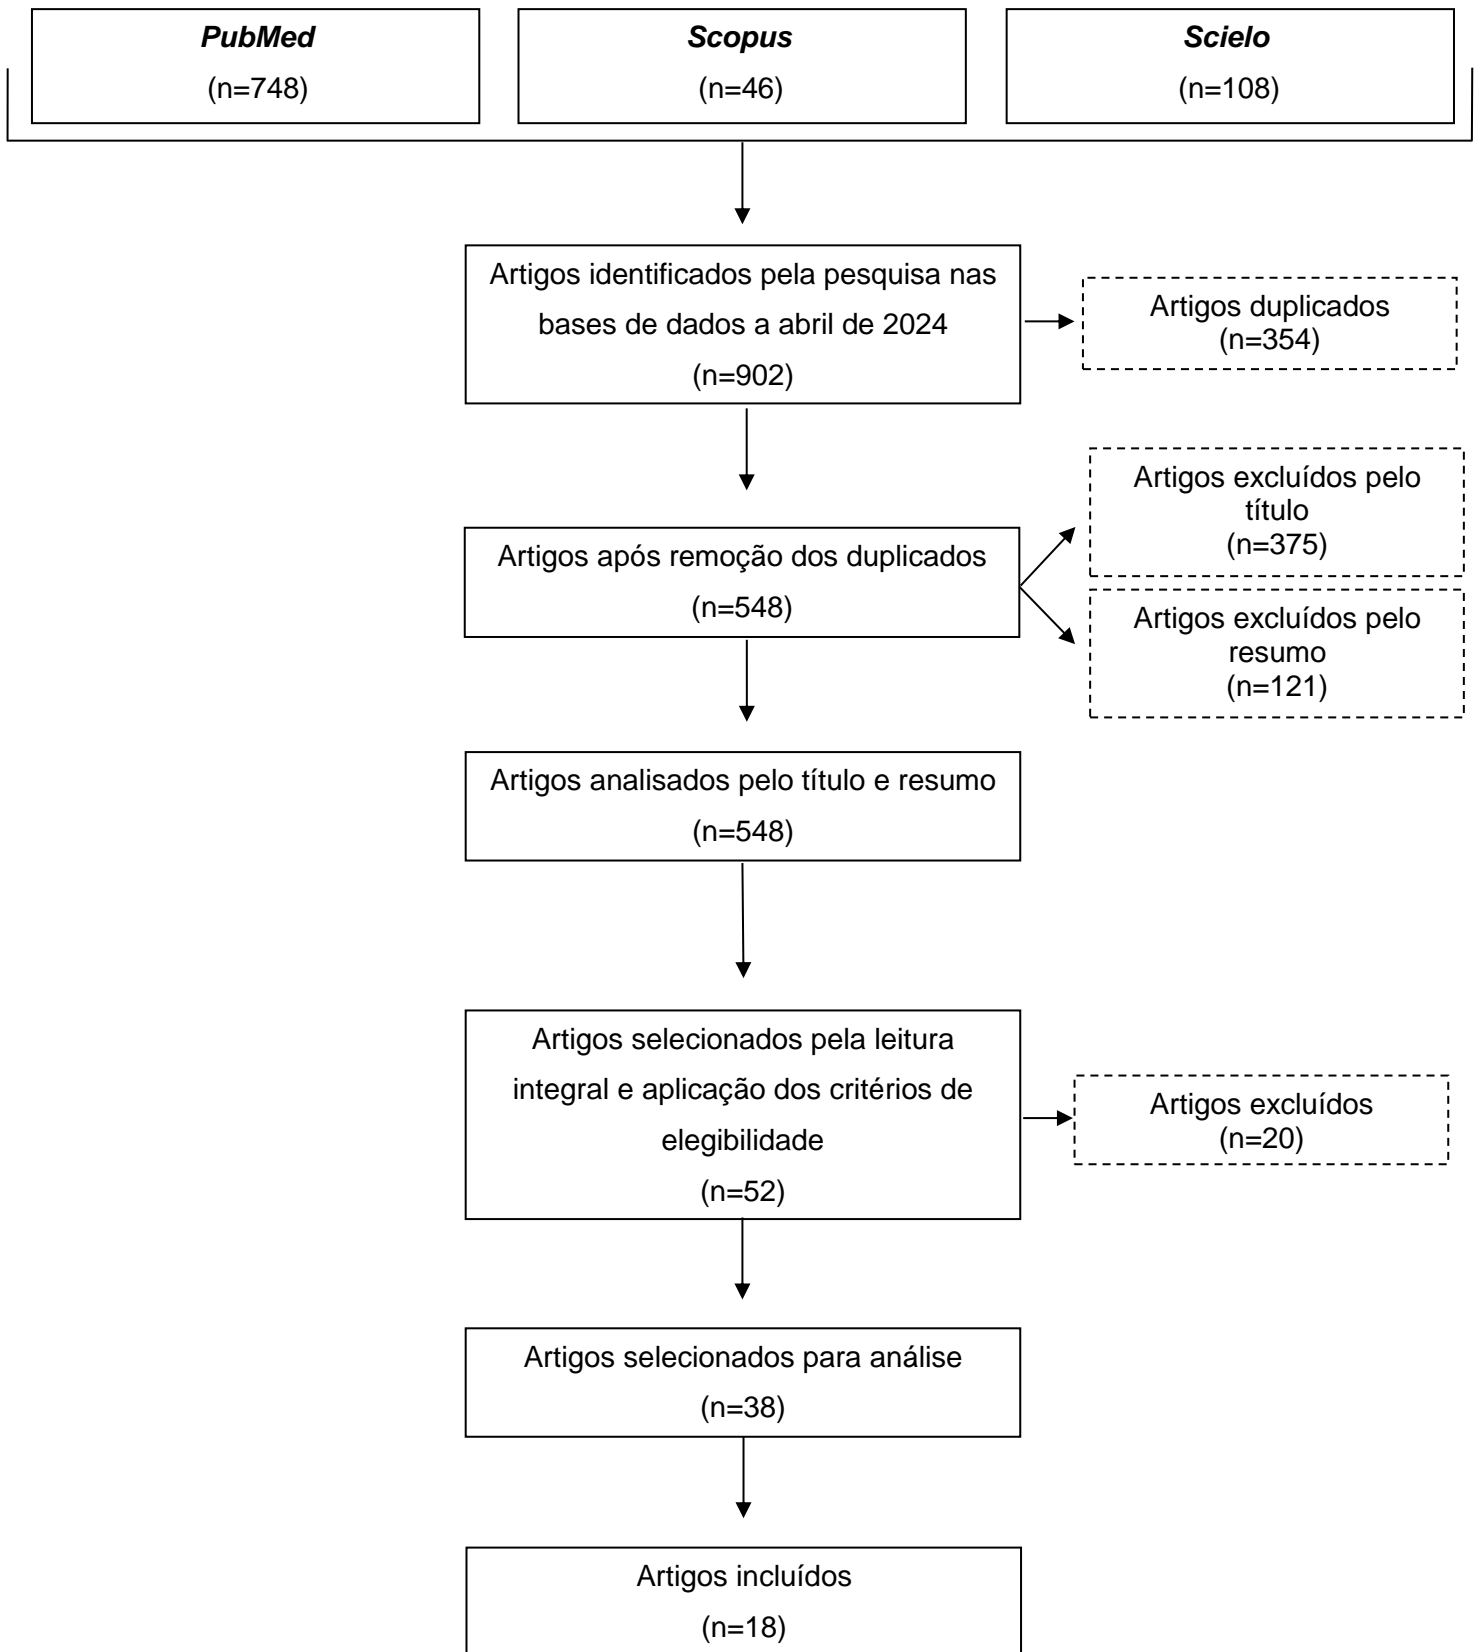 PubMed
(n=748)
Scopus
(n=46)
Scielo
(n=108)
Artigos identificados pela pesquisa nas
bases de dados a abril de 2024
(n=902)
Artigos duplicados
(n=354)
Artigos após remoção dos duplicados
(n=548)
Artigos excluídos pelo
título
(n=375)
Artigos excluídos pelo
resumo
(n=121)
Artigos analisados pelo título e resumo
(n=548)
Artigos selecionados pela leitura
integral e aplicação dos critérios de
elegibilidade
(n=52)
Artigos excluídos
(n=20)
Artigos selecionados para análise
(n=38)
Artigos incluídos
(n=18)